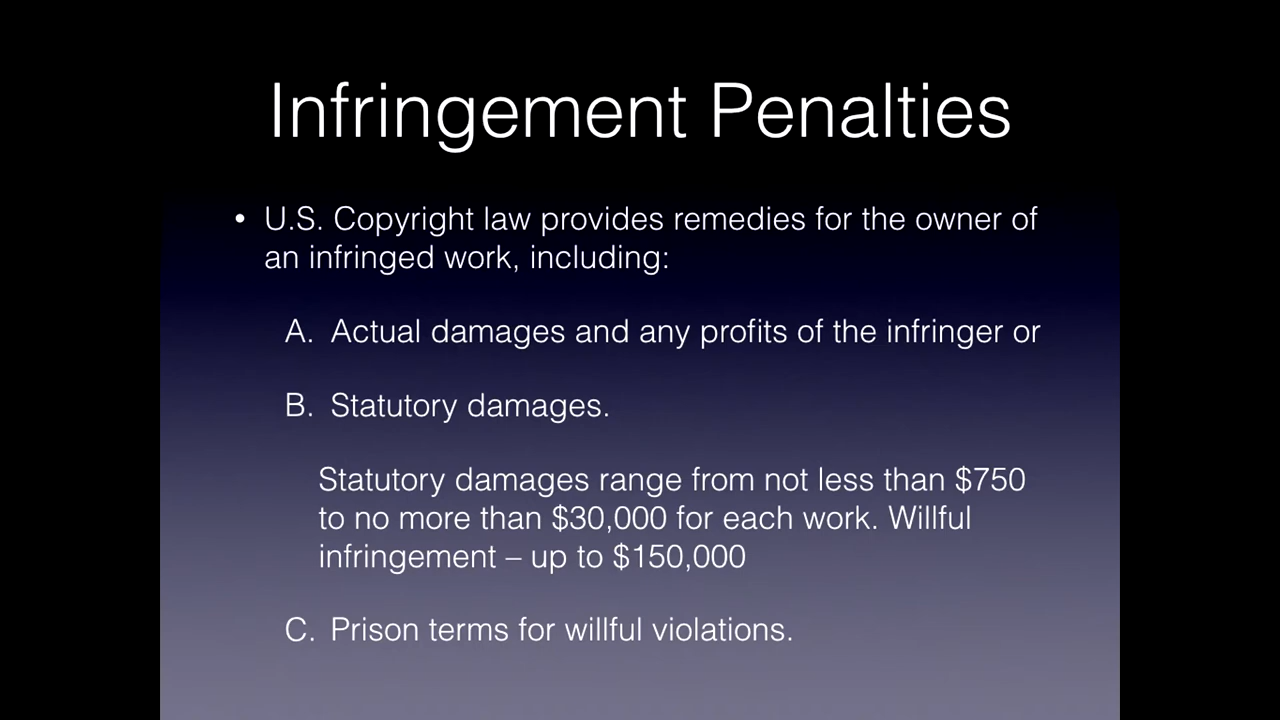 Infringement Penalties
• U.S. Copyright law provides remedies for the owner of
an infringed work, including:
A. Actual damages and any profits of the infringer or
B. Statutory damages.
Statutory damages range from not less than $750
to no more than $30,000 for each work. Willful
infringement – up to $150,000
C. Prison terms for willful violations.